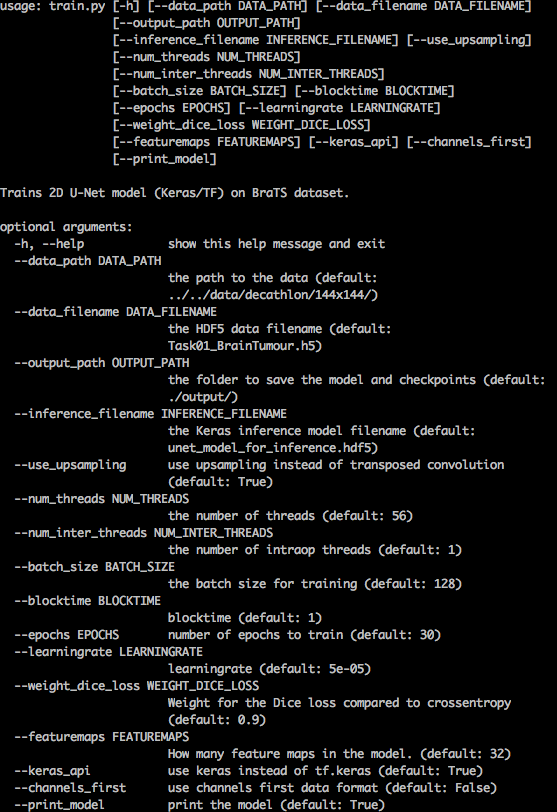 usage: train.py [-h] [--data_path DATA_PATH] [--data_filename DATA_FILENAME]
[--output_path OUTPUT_PATH]
[--inference_filename INFERENCE_FILENAME] [--use_upsampling]
[--num_threads NUM_THREADS]
[--num_inter_threads NUM_INTER_THREADS]
[--batch_size BATCH_SIZE] [--blocktime BLOCKTIME]
[--epochs EPOCHS] [--learningrate LEARNINGRATE]
[--weight_dice_loss WEIGHT_DICE_LOSS]
[--featuremaps FEATUREMAPS] [--keras_api] [--channels_first]
[--print_model]
Trains 2D U-Net model (Keras/TF) on BraTS dataset.
optional arguments:
-h, --help show this help message and exit
--data_path DATA_PATH
the path to the data (default:
../../data/decathlon/144x144/)
--data_filename DATA_FILENAME
the HDF5 data filename (default:
Task01_BrainTumour.h5)
--output_path OUTPUT_PATH
the folder to save the model and checkpoints (default:
./output/)
--inference_filename INFERENCE_FILENAME
the Keras inference model filename (default:
unet_model_for_inference.hdf5)
--use_upsampling use upsampling instead of transposed convolution
(default: True)
--num_threads NUM_THREADS
the number of threads (default: 56)
--num_inter_threads NUM_INTER_THREADS
the number of intraop threads (default: 1)
--batch_size BATCH_SIZE
the batch size for training (default: 128)
--blocktime BLOCKTIME
blocktime (default: 1)
--epochs EPOCHS number of epochs to train (default: 30)
--learningrate LEARNINGRATE
learningrate (default: 5e-05)
--weight_dice_loss WEIGHT_DICE_LOSS
Weight for the Dice loss compared to crossentropy
(default: 0.9)
--featuremaps FEATUREMAPS
How many feature maps in the model. (default: 32)
--keras_api use keras instead of tf.keras (default: True)
--channels_first use channels first data format (default: False)
--print_model print the model (default: True)